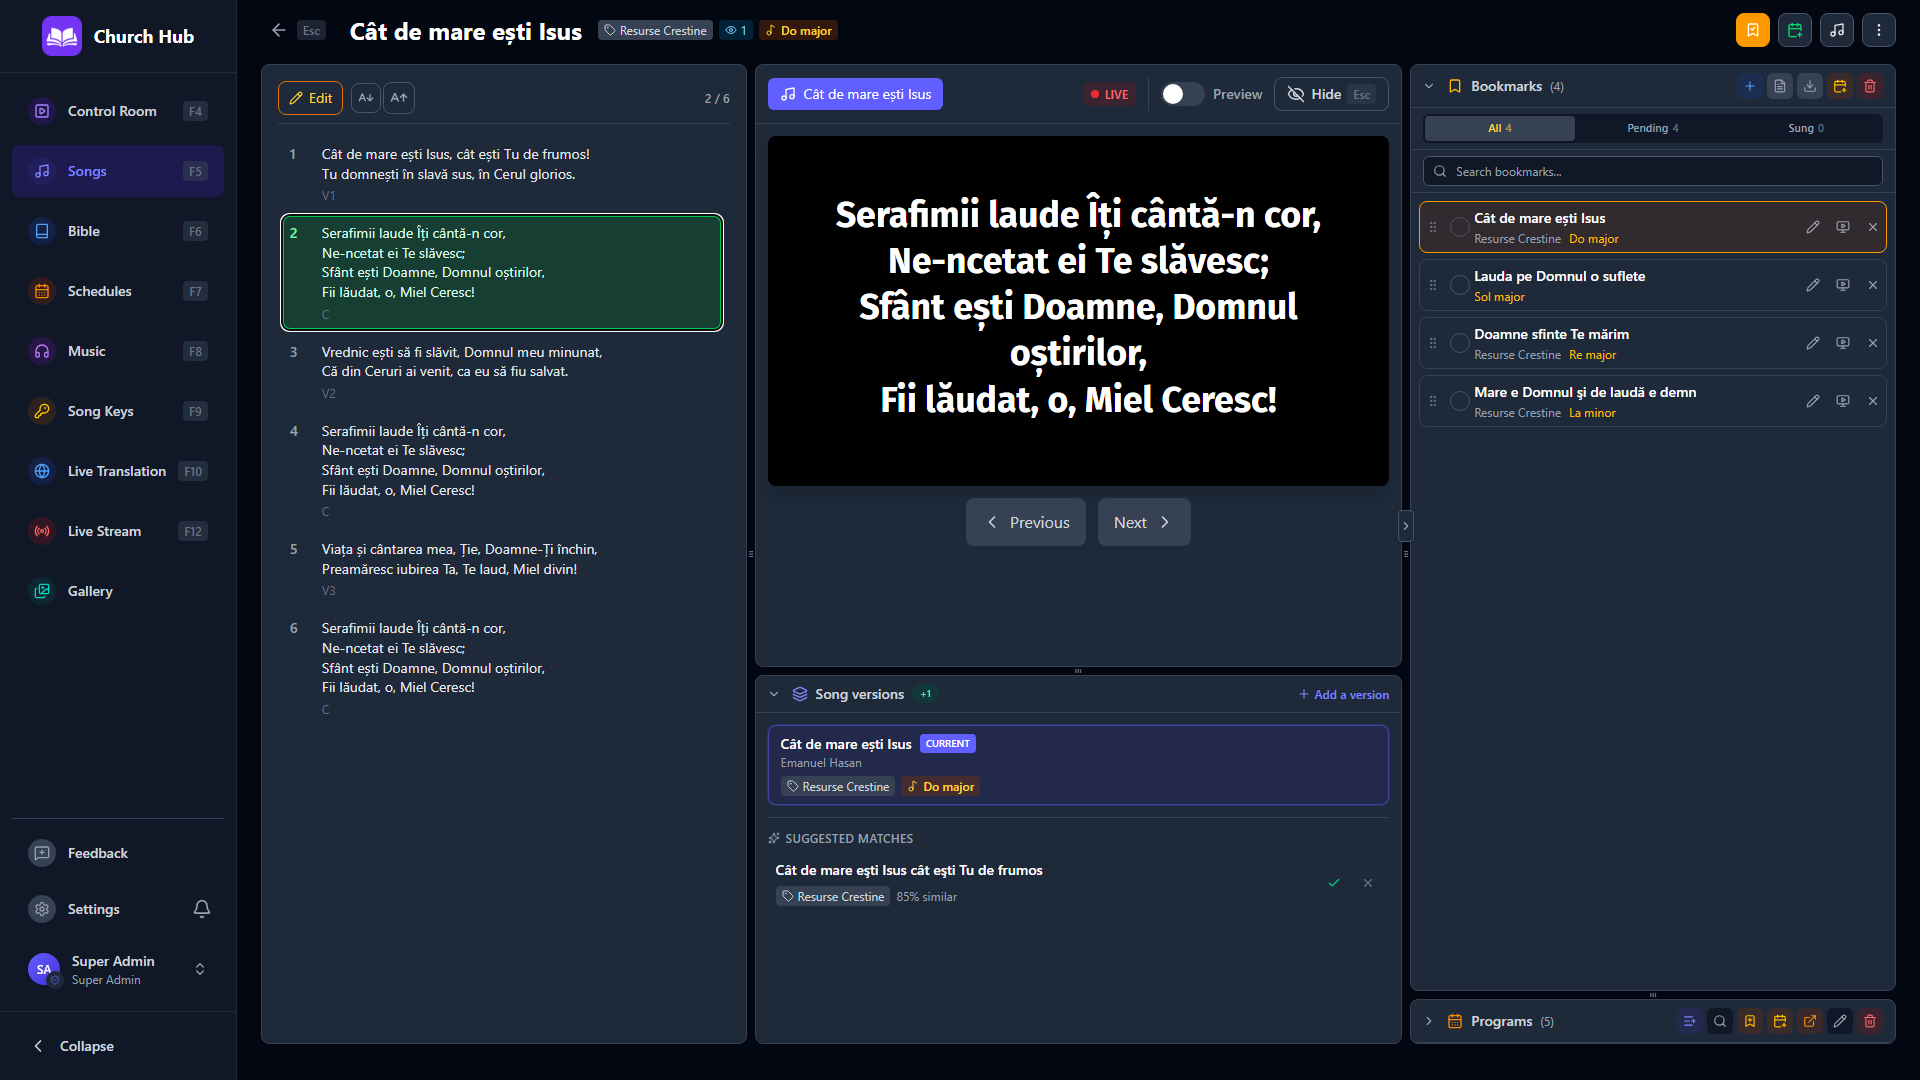 Church Hub
Control Room F4
Songs F5
Bible F6
Schedules F7
Music F8
Song Keys F9
Live Translation F10
Live Stream F12
Gallery
Feedback
Settings
SA
Super Admin
Super Admin
Collapse
Esc
Cât de mare ești Isus
Resurse Crestine
1
Do major
Edit
A
A
2 / 6
1
Cât de mare ești Isus, cât ești Tu de frumos!
Tu domnești în slavă sus, în Cerul glorios.
V1
2
Serafimii laude Îți cântă-n cor,
Ne-ncetat ei Te slăvesc;
Sfânt ești Doamne, Domnul oștirilor,
Fii lăudat, o, Miel Ceresc!
C
3
Vrednic ești să fi slăvit, Domnul meu minunat,
Că din Ceruri ai venit, ca eu să fiu salvat.
V2
4
Serafimii laude Îți cântă-n cor,
Ne-ncetat ei Te slăvesc;
Sfânt ești Doamne, Domnul oștirilor,
Fii lăudat, o, Miel Ceresc!
C
5
Viața și cântarea mea, Ție, Doamne-Ți închin,
Preamăresc iubirea Ta, Te laud, Miel divin!
V3
6
Serafimii laude Îți cântă-n cor,
Ne-ncetat ei Te slăvesc;
Sfânt ești Doamne, Domnul oștirilor,
Fii lăudat, o, Miel Ceresc!
C
Cât de mare ești Isus
LIVE
Preview
Hide Esc
Serafimii laude Îți cântă-n cor,
Ne-ncetat ei Te slăvesc;
Sfânt ești Doamne, Domnul
oștirilor,
Fii lăudat, o, Miel Ceresc!
Previous
Next
Song versions +1
Add a version
Cât de mare ești Isus CURRENT
Emanuel Hasan
Resurse Crestine
Do major
SUGGESTED MATCHES
Cât de mare eşti Isus cât eşti Tu de frumos
Resurse Crestine
85% similar
Bookmarks (4)
All 4
Pending 4
Sung 0
Search bookmarks...
Cât de mare ești Isus
Resurse Crestine Do major
Lauda pe Domnul o suflete
Sol major
Doamne sfinte Te mărim
Resurse Crestine Re major
Mare e Domnul şi de laudă e demn
Resurse Crestine La minor
Programs (5)